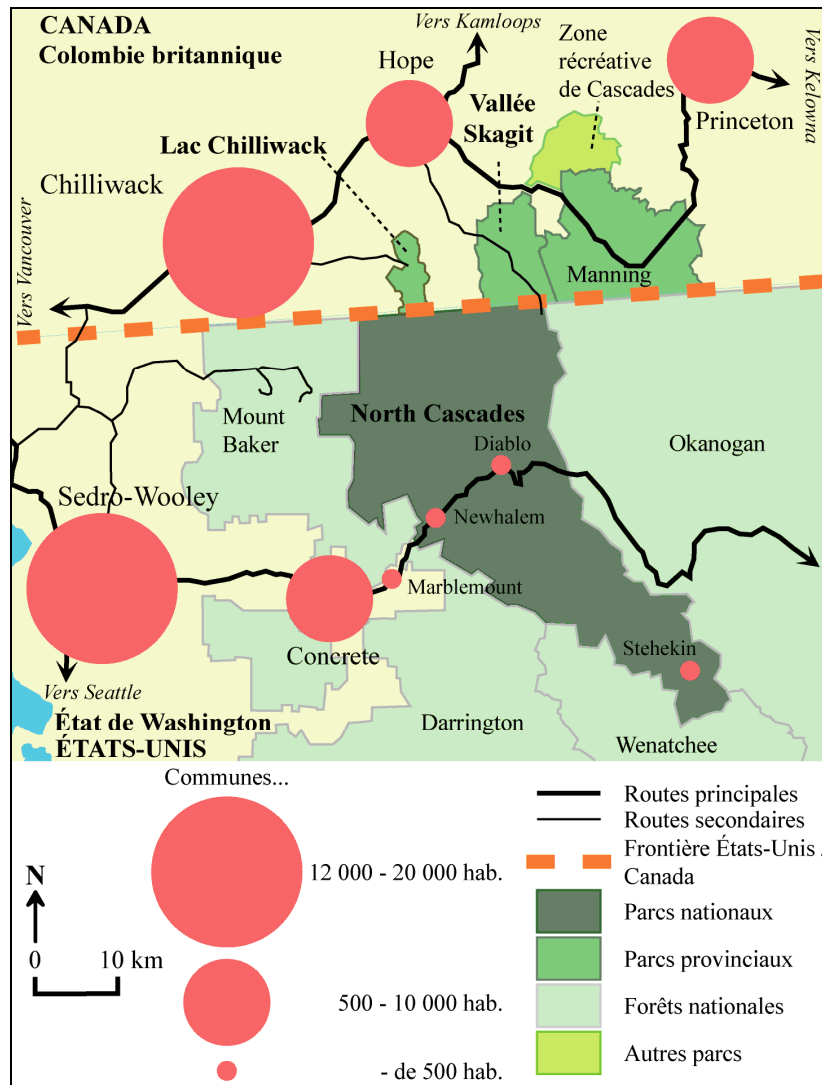 CANADA
Colombie britannique
Vers Kamloops
Hope
Zone
récréative
de Cascades
Vers Kelowna
Vallée
Skagit
Princeton
Lac Chilliwack
Chilliwack
Vers Vancouver
Manning
Mount
Baker
North Cascades
Diablo
Okanogan
Sedro-Wooley
Newhalem
Marblemount
Concrete
Stehekin
Vers Seattle
État de Washington
ÉTATS-UNIS
Darrington
Wenatchee
Communes...
12 000 - 20 000 hab.
500 - 10 000 hab.
- de 500 hab.
N
0 10 km
Routes principales
Routes secondaires
Frontière États-Unis /
Canada
Parcs nationaux
Parcs provinciaux
Forêts nationales
Autres parcs